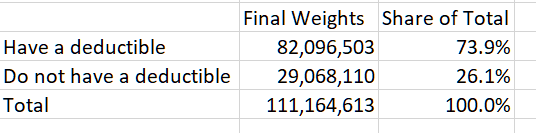 Final Weights Share of Total
Have a deductible 82,096,503 73.9%
Do not have a deductible 29,068,110 26.1%
Total 111,164,613 100.0%